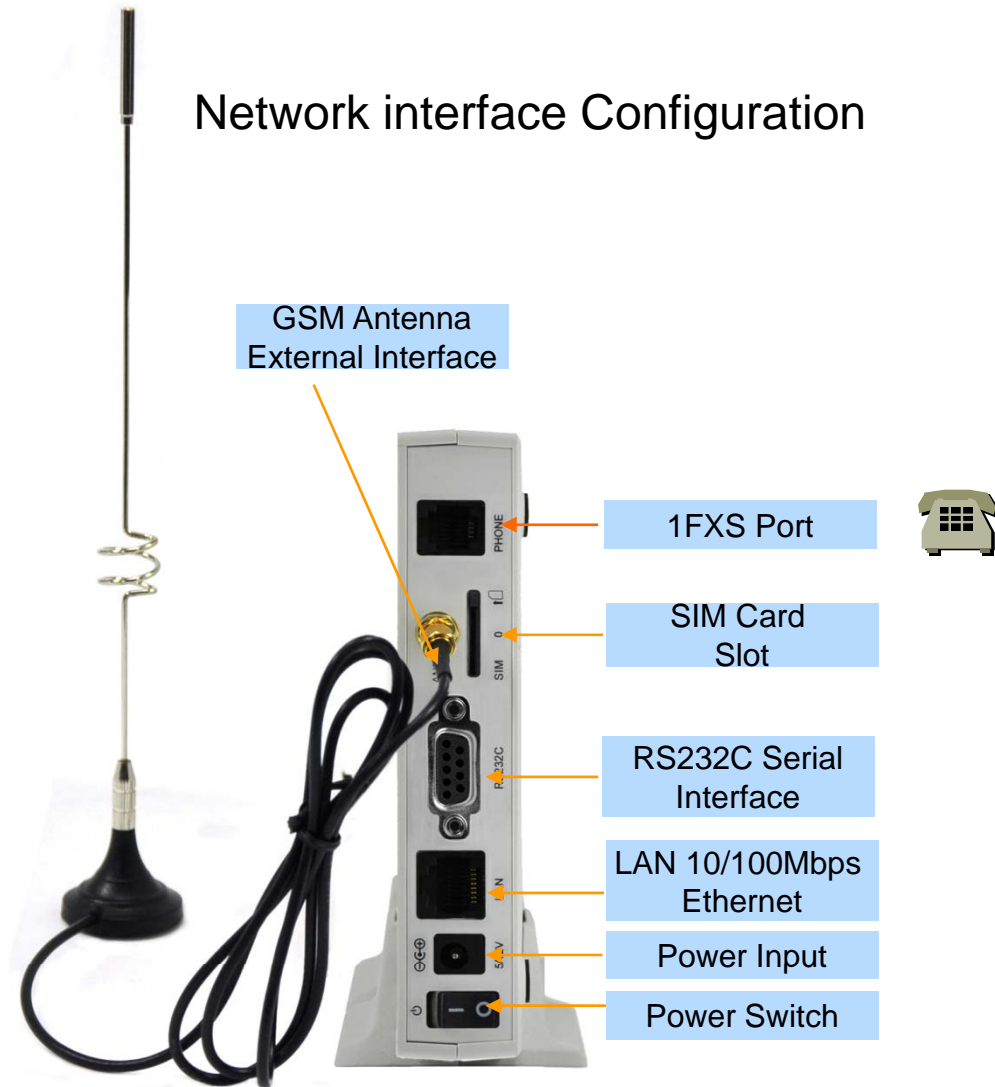 Network interface Configuration
GSM Antenna
External Interface
PHONE
1FXS Port
0
SIM
SIM Card
Slot
RS232C
RS232C Serial
Interface
LAN 10/100Mbps
Ethernet
Power Input
Power Switch